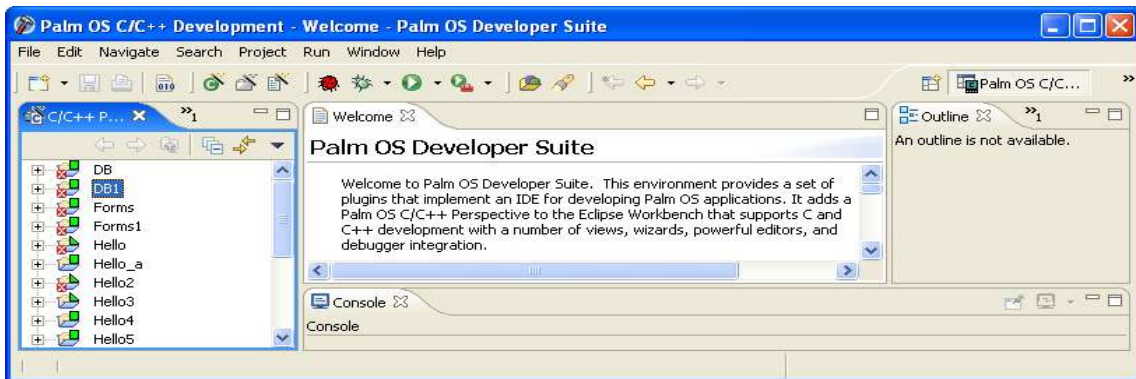 Palm OS C/C++ Development - Welcome - Palm OS Developer Suite
File Edit Navigate Search Project Run Window Help
010
Palm OS C/C... »
C/C++ P... »1
Welcome
Outline »1
Palm OS Developer Suite
An outline is not available.
DB
DB1
Forms
Forms1
Hello
Hello_a
Hello2
Hello3
Hello4
Hello5
Welcome to Palm OS Developer Suite. This environment provides a set of
plugins that implement an IDE for developing Palm OS applications. It adds a
Palm OS C/C++ Perspective to the Eclipse Workbench that supports C and
C++ development with a number of views, wizards, powerful editors, and
debugger integration.
Console
Console